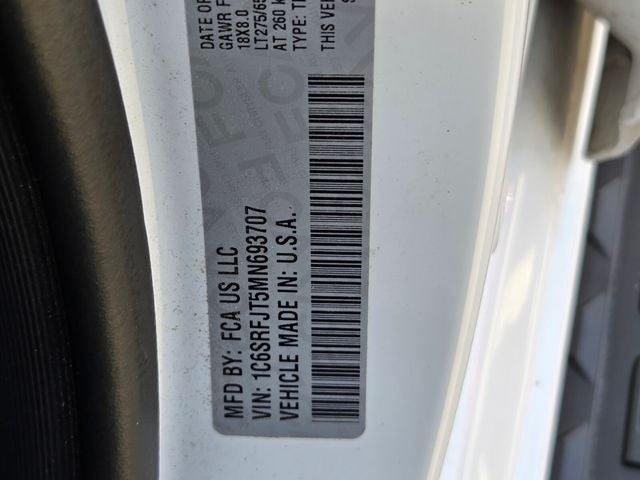 MFD BY: FCA US LLC
VIN: 1C6SRFJT5MN693707
VEHICLE MADE IN: U.S.A.
DATE OF
GAWR F
18X8.0
LT275/65
AT 260 k
TYPE: T
THIS VE